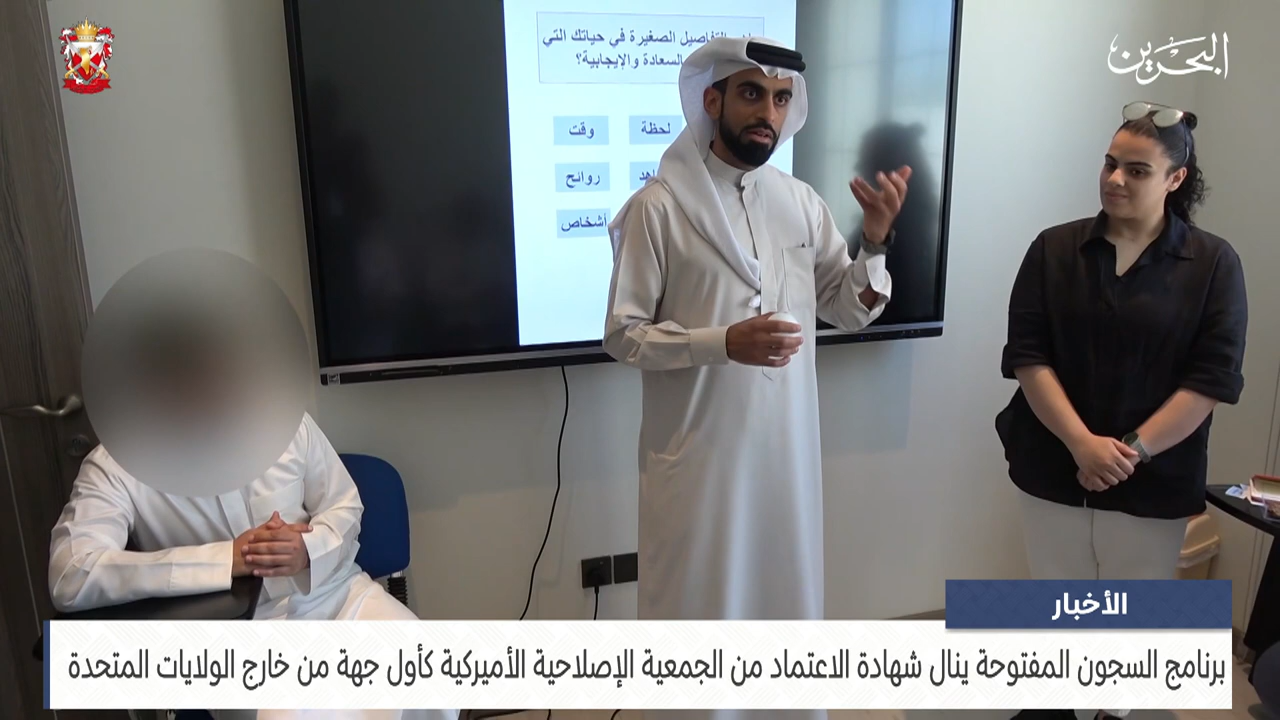 البحرين
التفاصيل الصغيرة في حياتك التي
السعادة والإيجابية؟
لحظة وقت
روائح
أشخاص
الأخبار
برنامج السجون المفتوحة ينال شهادة الاعتماد من الجمعية الإصلاحية الأميركية كأول جهة من خارج الولايات المتحدة